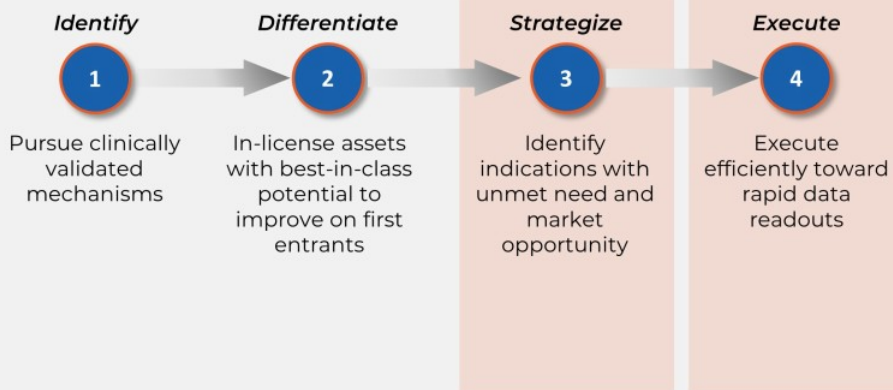 Identify
Differentiate
Strategize
Execute
1
2
3
4
Pursue clinically
validated
mechanisms
In-license assets
with best-in-class
potential to
improve on first
entrants
Identify
indications with
unmet need and
market
opportunity
Execute
efficiently toward
rapid data
readouts